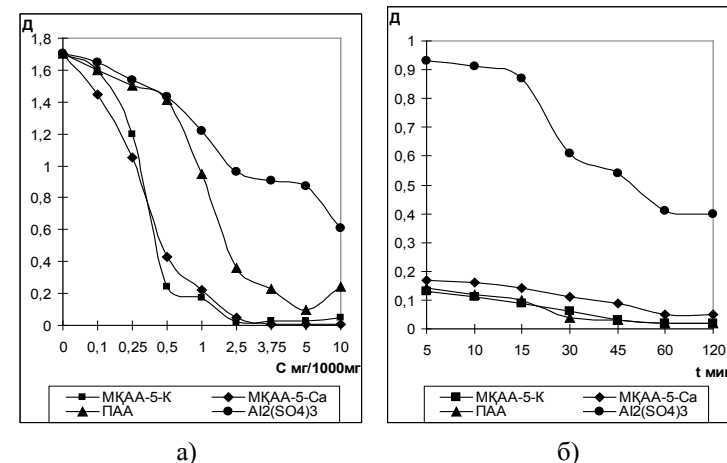 Д
1,8
1,6
1,4
1,2
1
0,8
0,6
0,4
0,2
0
0 0,1 0,25 0,5 1 2,5 3,75 5 10
С мг/1000мг
МҚАА-5-К МҚАА-5-Са
ПАА Al2(SO4)3
а)
Д
1
0,9
0,8
0,7
0,6
0,5
0,4
0,3
0,2
0,1
0
5 10 15 30 45 60 120
t мин
МҚАА-5-К МҚАА-5-Са
ПАА Al2(SO4)3
б)